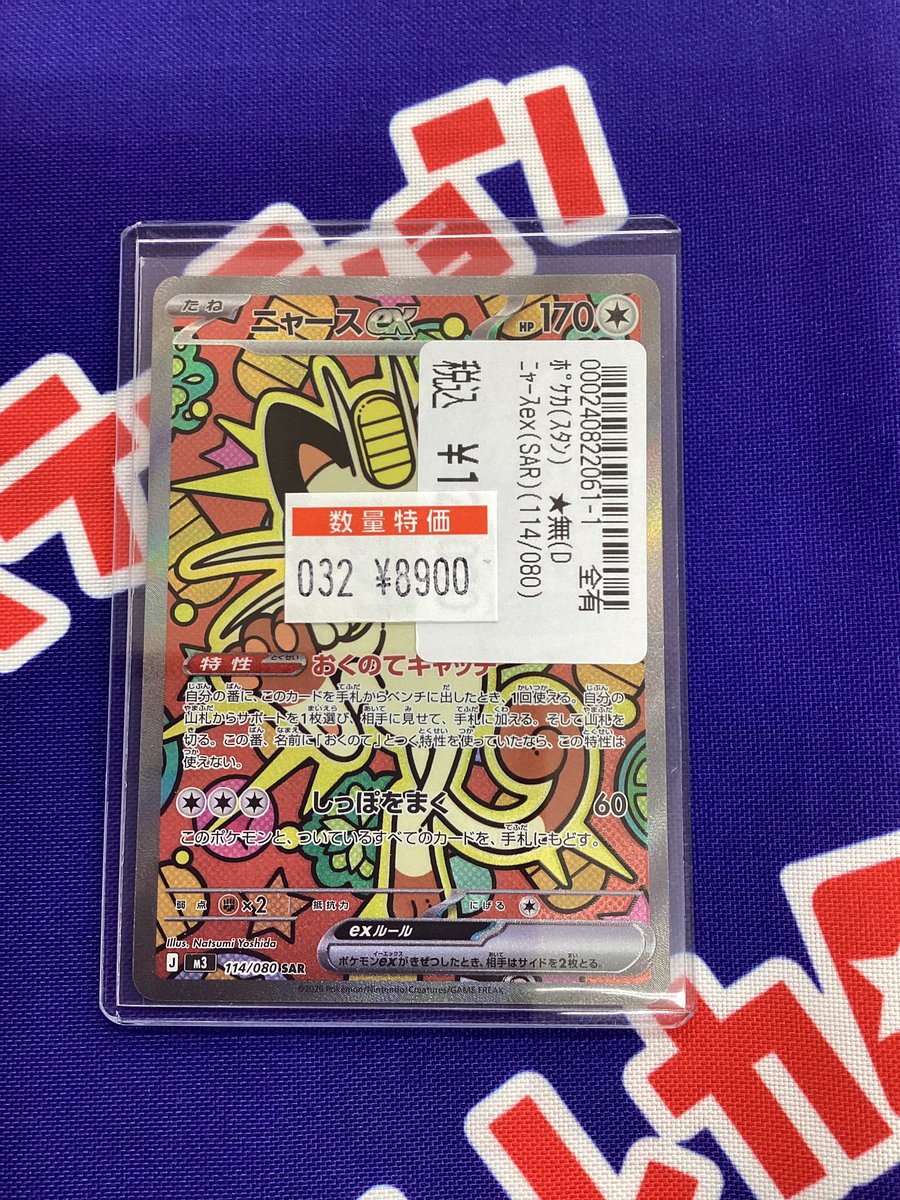 たね
ニャースex
HP 170
税込 ¥1
0000240822061-1
全有
ポケカ(スタン) ★無(D
ニャースex(SAR)(114/080)
数量特価
032 ¥8900
特性 とくせい おくのてキャッチ
自分の番に、このカードを手札からベンチに出したとき、1回使える。自分の
山札からサポートを1枚選び、相手に見せて、手札に加える。そして山札を
切る。この番、名前に「おくのて」とつく特性を使っていたなら、この特性は
使えない。
しっぽをまく 60
このポケモンと、ついているすべてのカードを、手札にもどす。
弱点 ×2 抵抗力 にげる
Illus. Natsumi Yoshida
exルール
ポケモンexがきぜつしたとき、相手はサイドを2枚とる。
J M3 114/080 SAR
©2026 Pokémon/Nintendo/Creatures/GAME FREAK